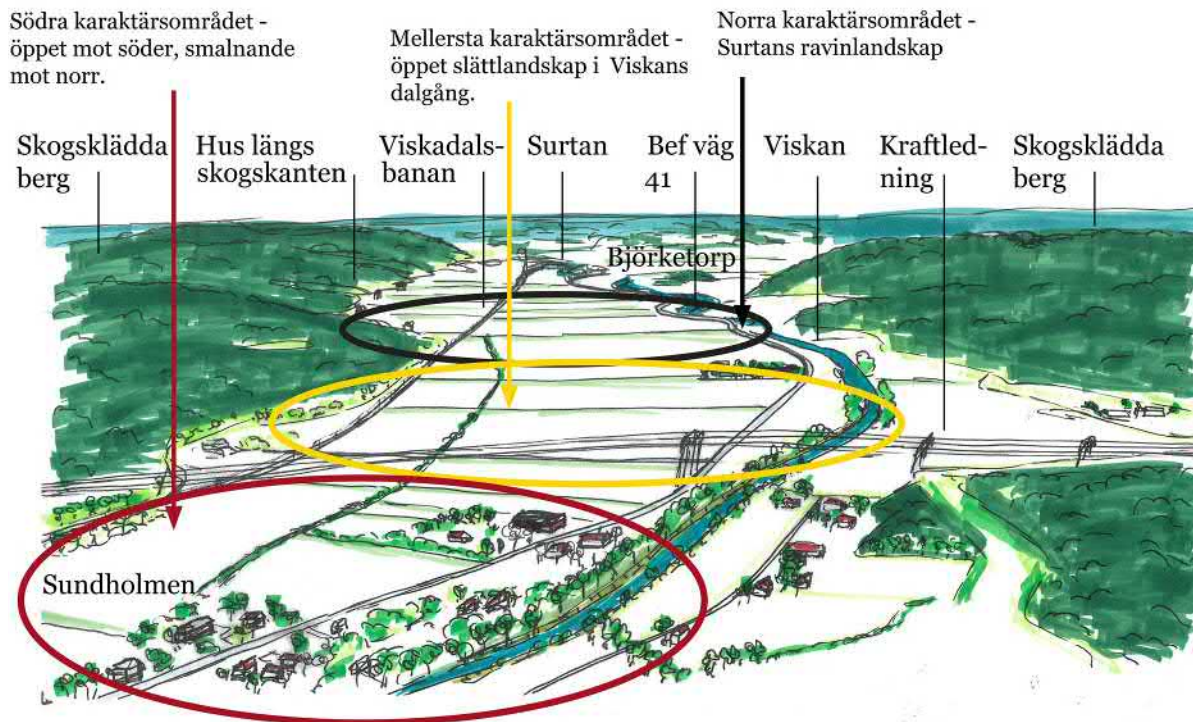 Södra karaktärsområdet -
öppet mot söder, smalnande
mot norr.
Mellersta karaktärsområdet -
öppet slättlandskap i Viskans
dalgång.
Norra karaktärsområdet -
Surtans ravinlandskap
Skogsklädda
berg
Hus längs
skogskanten
Viskadals-
banan
Surtan
Bef väg
41
Viskan
Kraftled-
ning
Skogsklädda
berg
Björketorp
Sundholmen